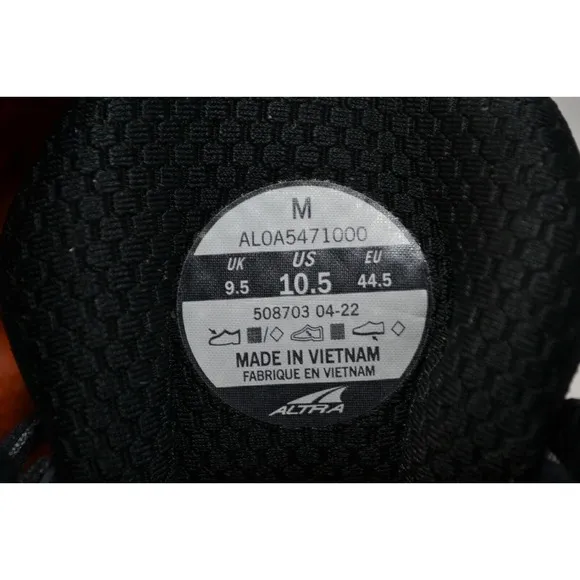 M
AL0A5471000
UK US EU
9.5 10.5 44.5
508703 04-22
/
MADE IN VIETNAM
FABRIQUE EN VIETNAM
ALTRA